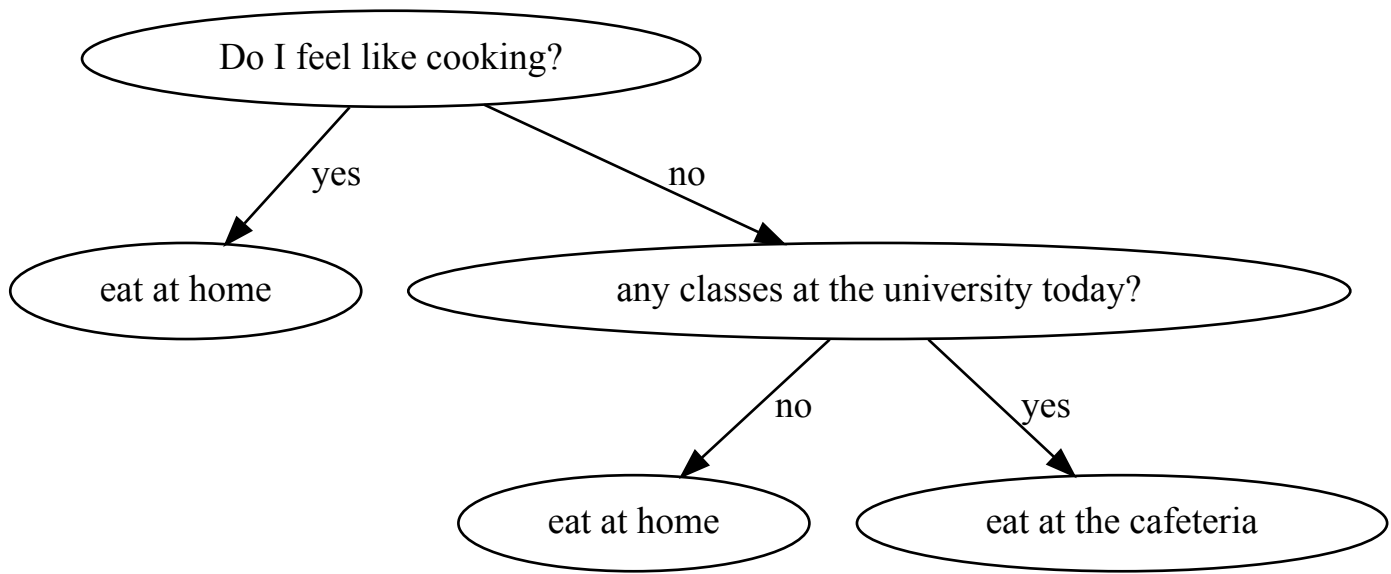 Do I feel like cooking?
yes
no
eat at home
any classes at the university today?
no
yes
eat at home
eat at the cafeteria